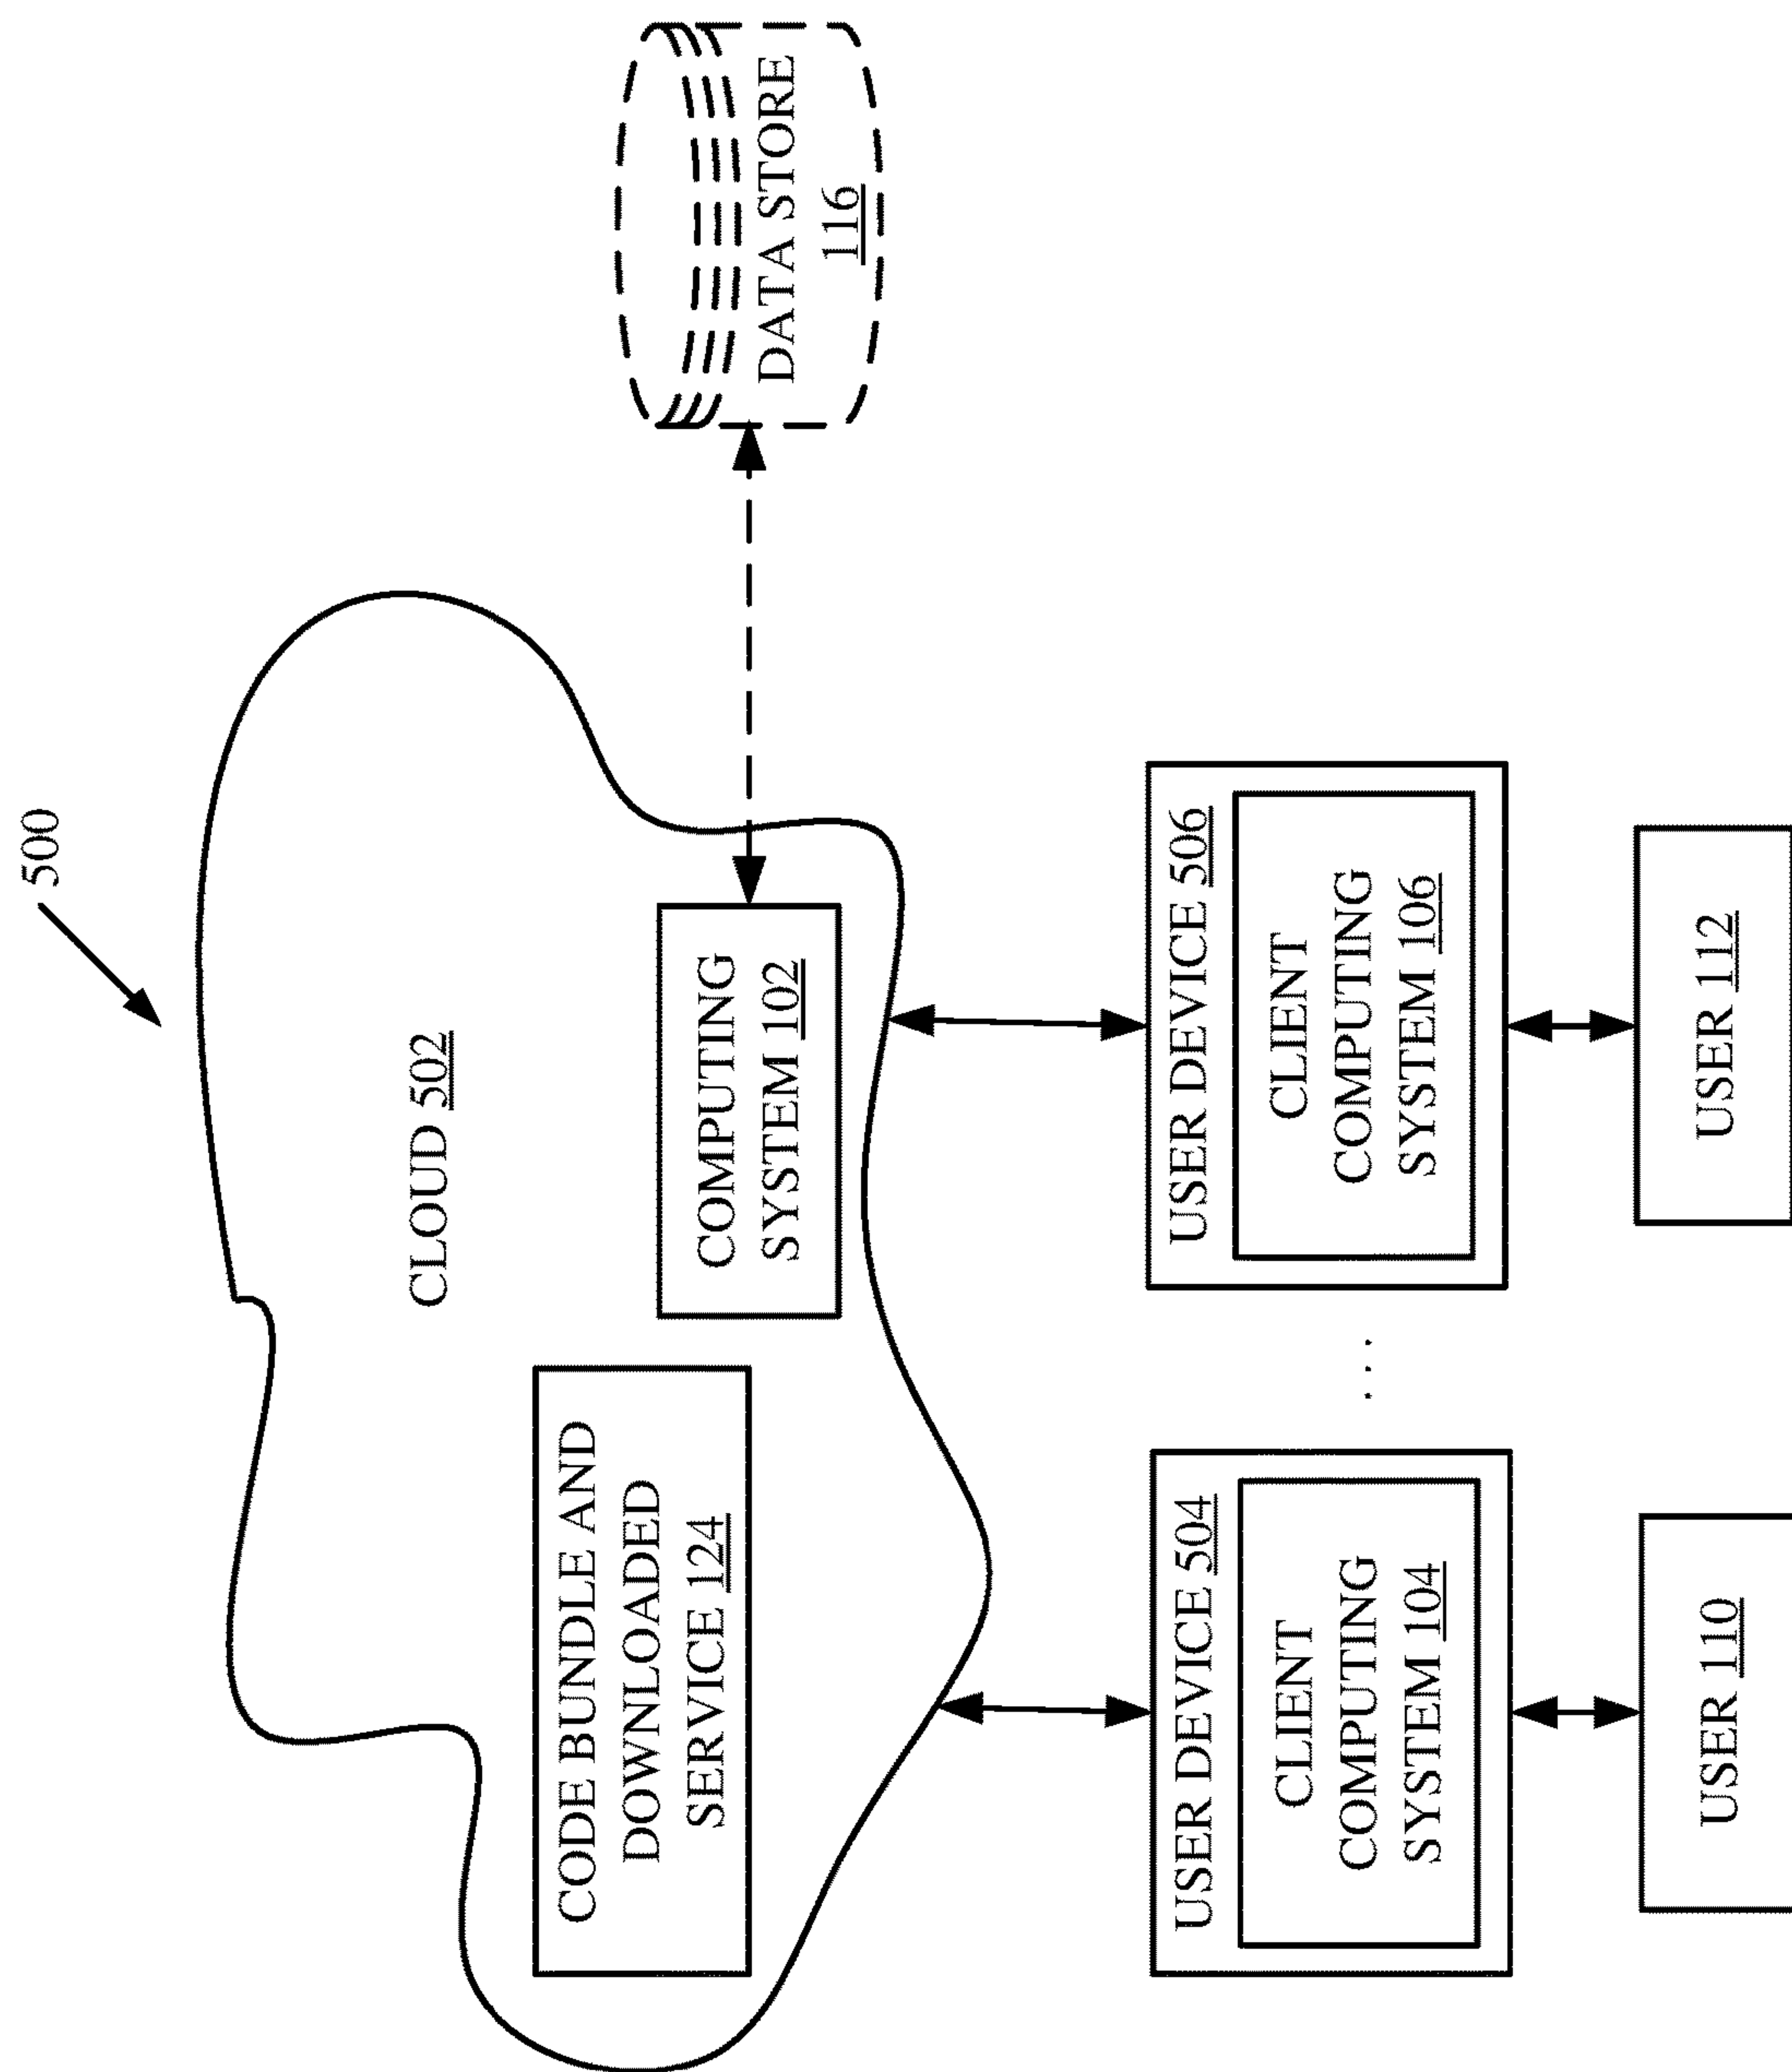 500
CLOUD 502
CODE BUNDLE AND
DOWNLOADED
SERVICE 124
COMPUTING
SYSTEM 102
DATA STORE
116
USER DEVICE 504
CLIENT
COMPUTING
SYSTEM 104
. . .
USER DEVICE 506
CLIENT
COMPUTING
SYSTEM 106
USER 110
USER 112